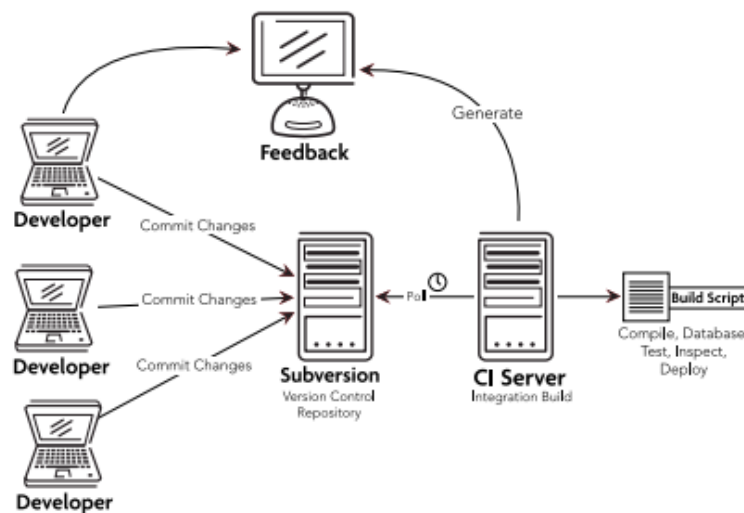 Generate
Feedback
Developer
Commit Changes
Developer
Commit Changes
Poll
Build Script
Compile, Database
Test, Inspect,
Deploy
Commit Changes
Subversion
Version Control
Repository
CI Server
Integration Build
Developer